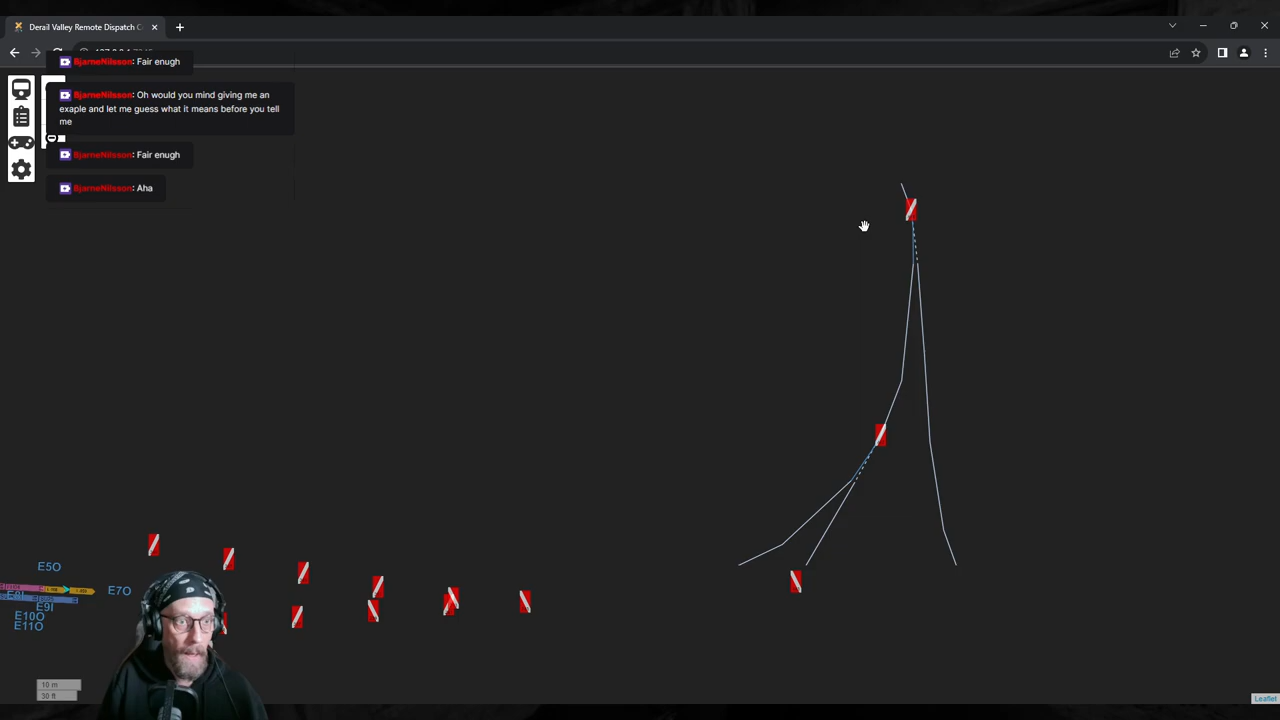 Derail Valley Remote Dispatch
BjarneNilsson: Fair enugh
BjarneNilsson: Oh would you mind giving me an
exaple and let me guess what it means before you tell
me
BjarneNilsson: Fair enugh
BjarneNilsson: Aha
E5O
E7O
E9I
E10O
E11O
10 m
30 ft
Leaflet